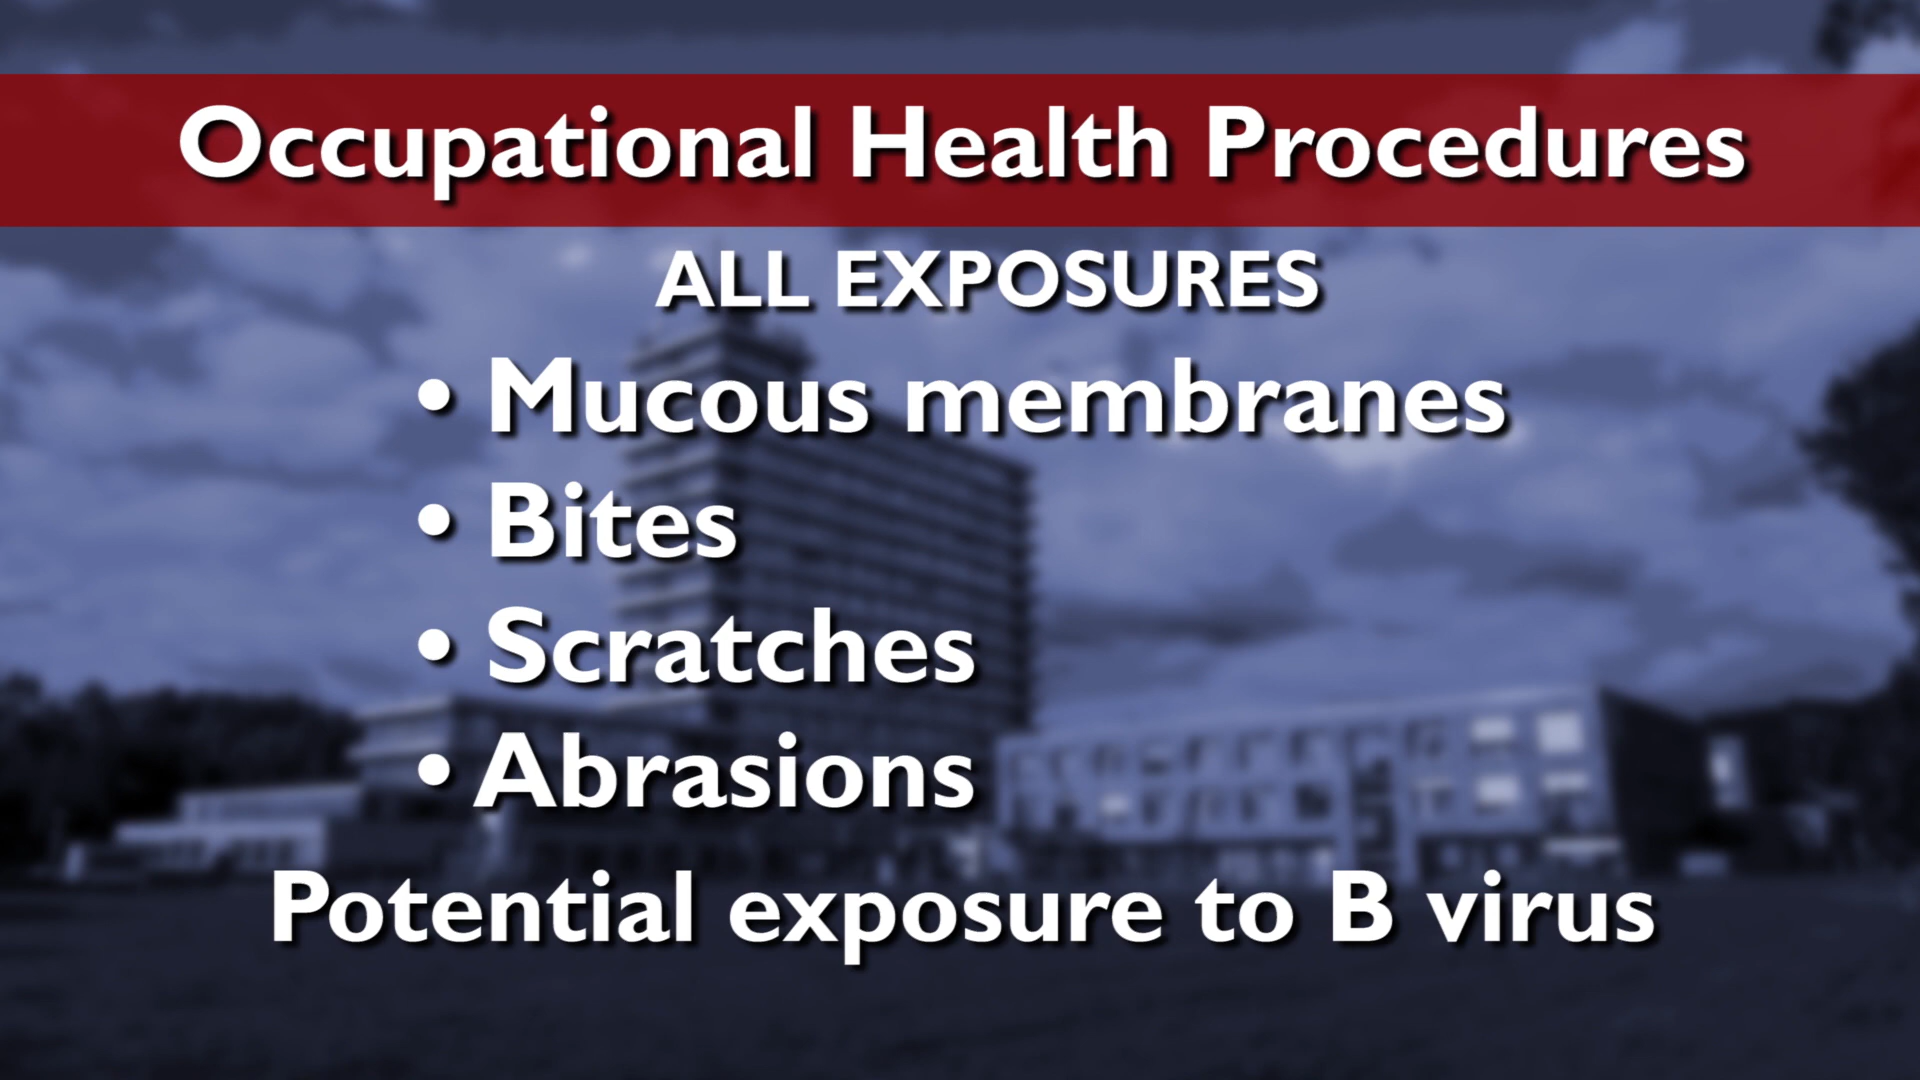 Occupational Health Procedures
ALL EXPOSURES
• Mucous membranes
• Bites
• Scratches
• Abrasions
Potential exposure to B virus